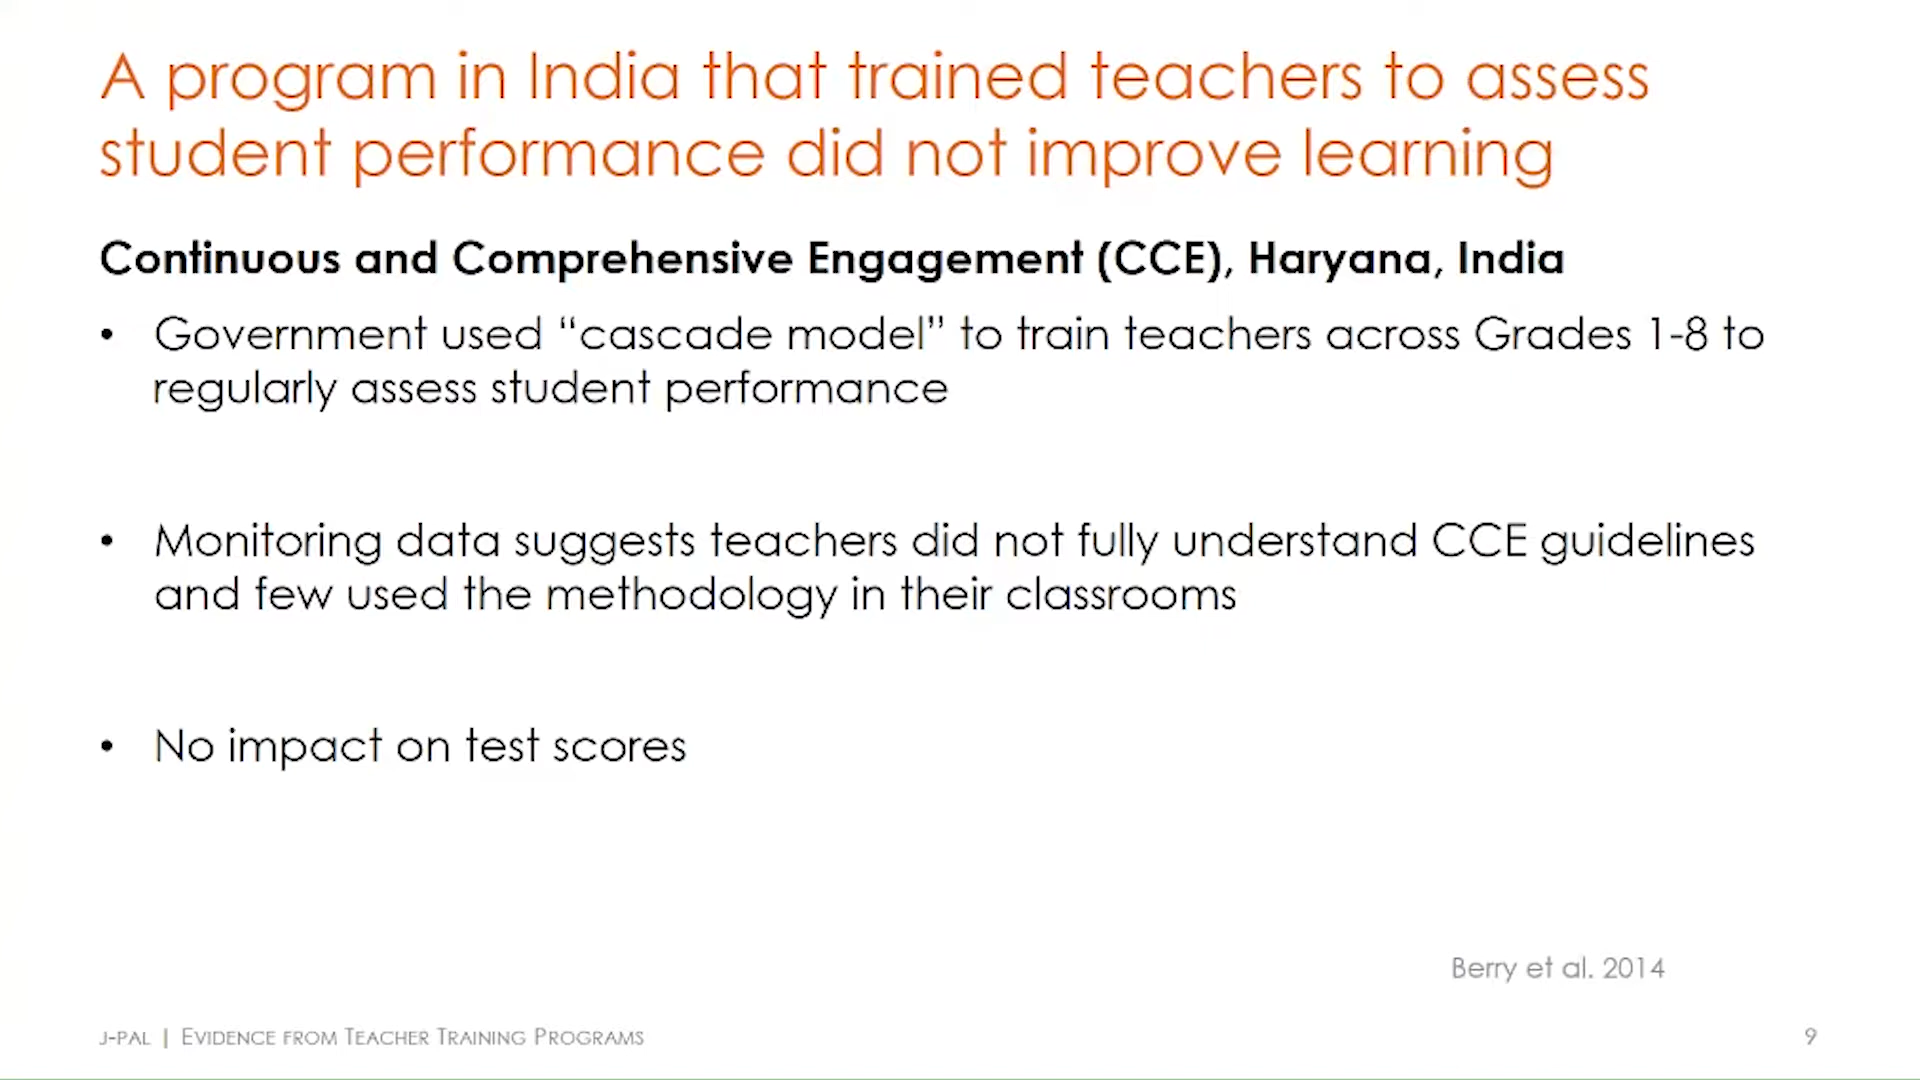 A program in India that trained teachers to assess
student performance did not improve learning
Continuous and Comprehensive Engagement (CCE), Haryana, India
• Government used “cascade model” to train teachers across Grades 1-8 to
regularly assess student performance
• Monitoring data suggests teachers did not fully understand CCE guidelines
and few used the methodology in their classrooms
• No impact on test scores
Berry et al. 2014
J-PAL | EVIDENCE FROM TEACHER TRAINING PROGRAMS
9